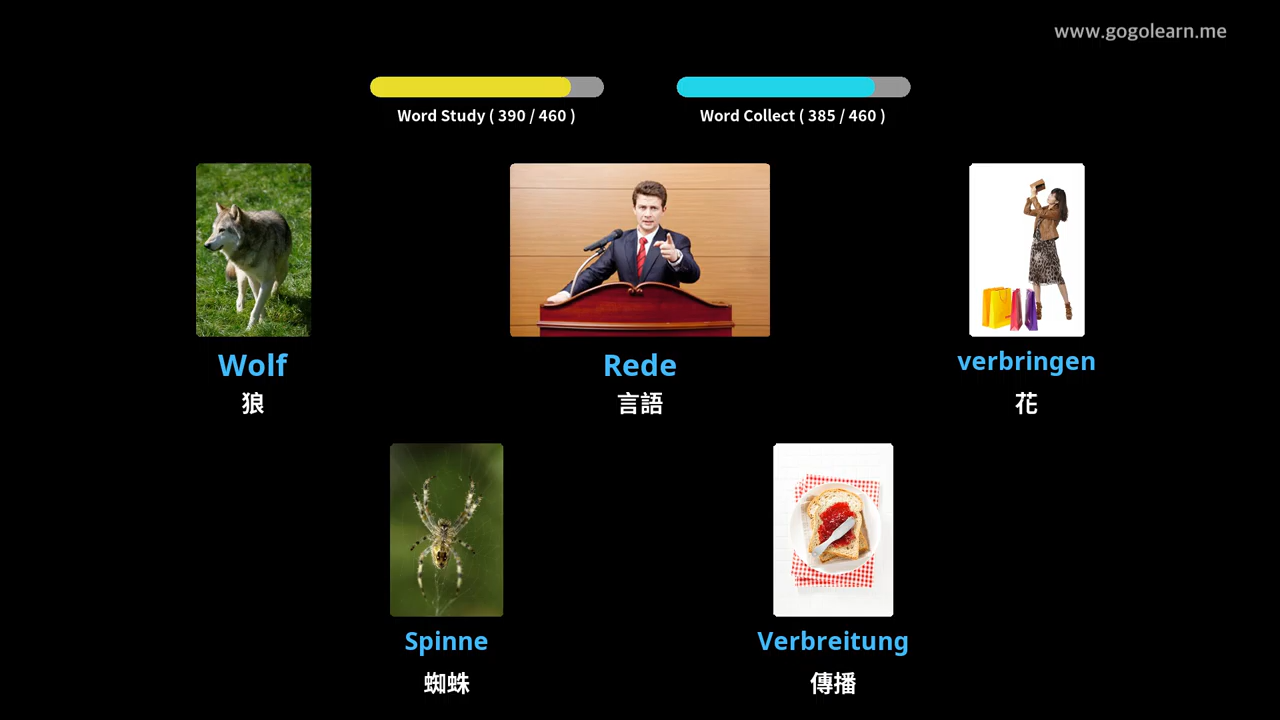 www.gogolearn.me
Word Study ( 390 / 460 )
Word Collect ( 385 / 460 )
Wolf
狼
Rede
言語
verbringen
花
Spinne
蜘蛛
Verbreitung
傳播